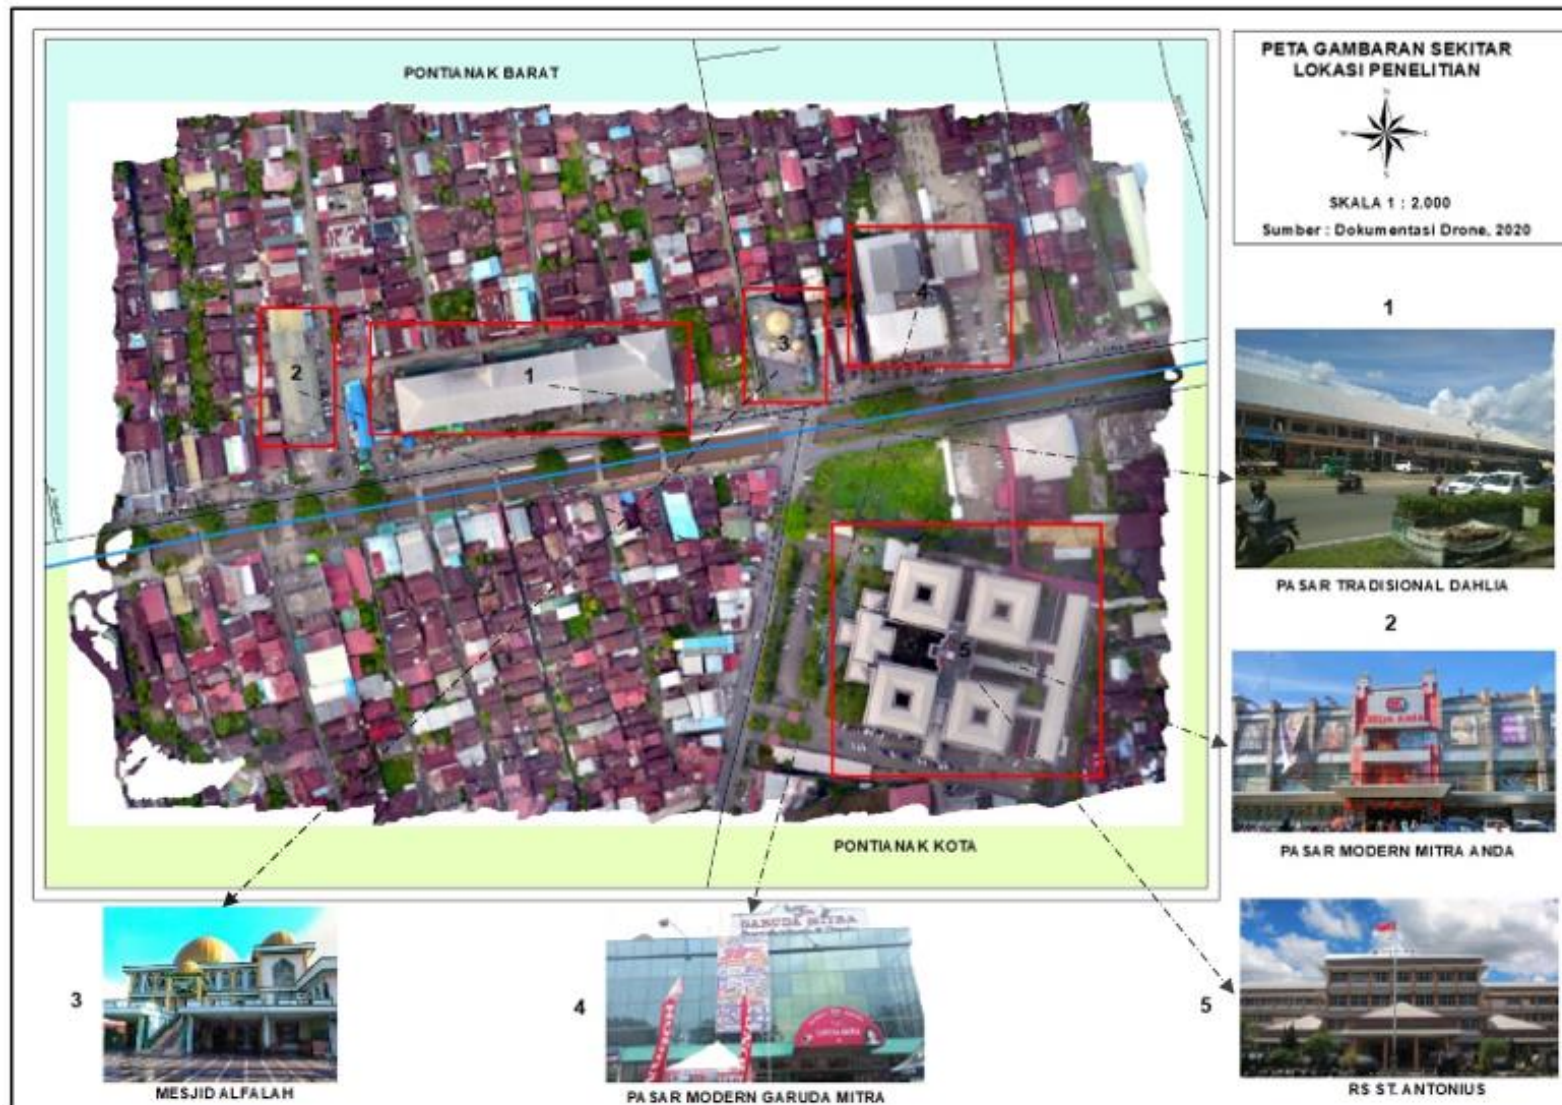 PETA GAMBARAN SEKITAR
LOKASI PENELITIAN
N
W E
S
SKALA 1 : 2.000
Sumber : Dokumentasi Drone, 2020
PONTIANAK BARAT
1
2
3
4
5
PONTIANAK KOTA
1
PASAR TRADISIONAL DAHLIA
2
MITRA ANDA
PASAR MODERN MITRA ANDA
3
MESJID ALFALAH
4
GARUDA MITRA
PASAR MODERN GARUDA MITRA
5
RS ST. ANTONIUS